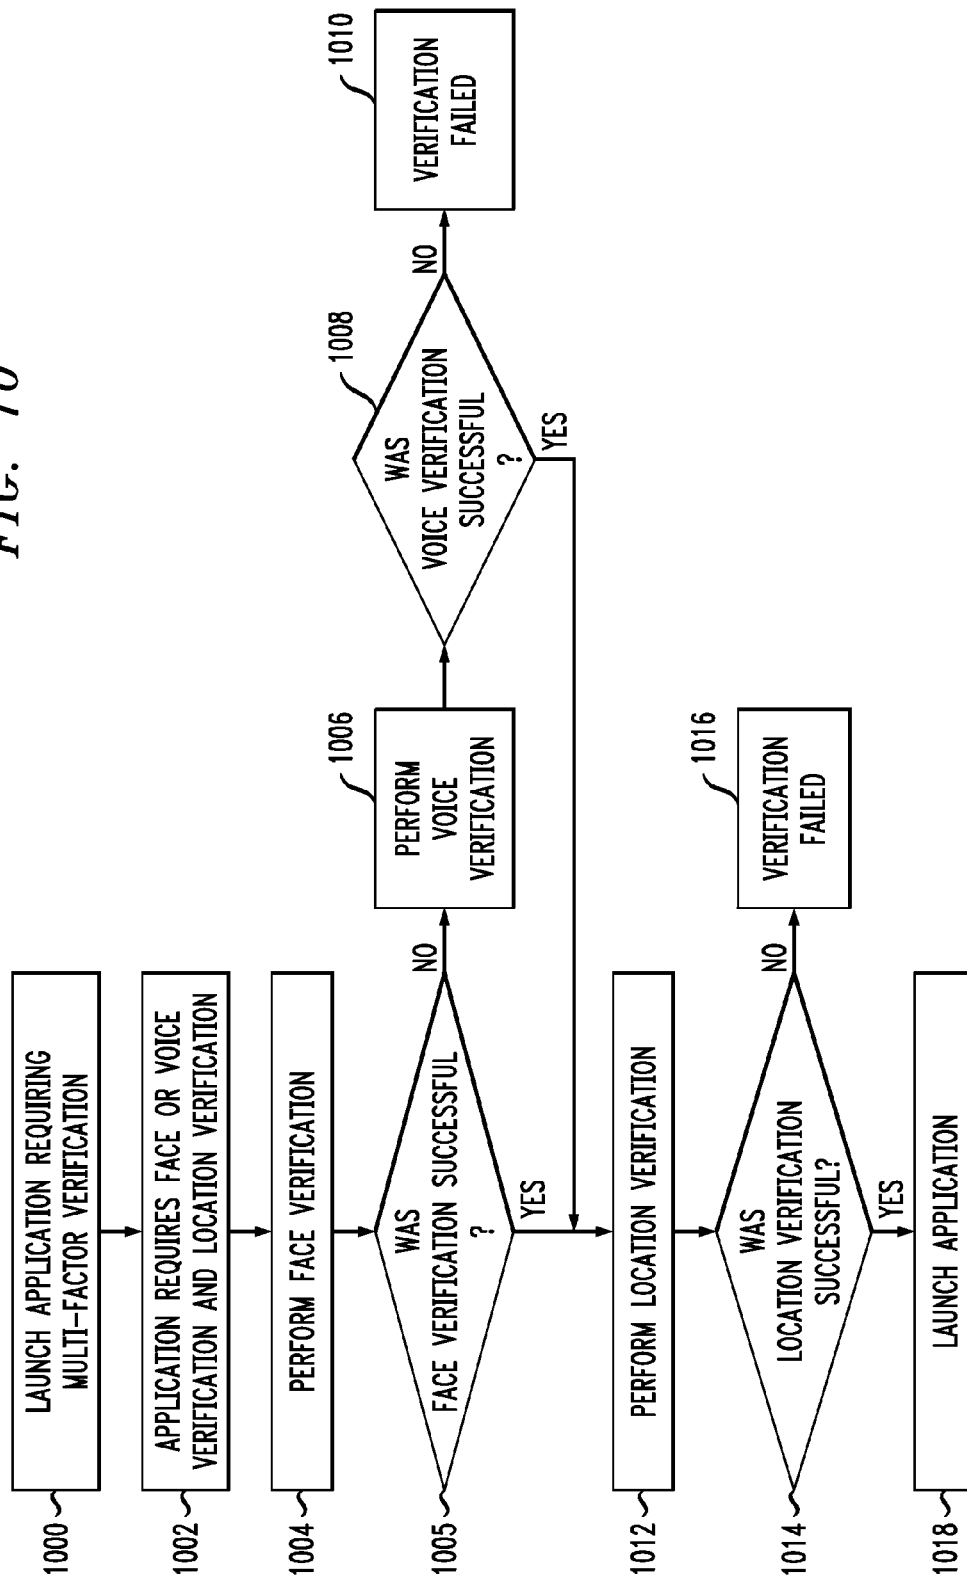 FIG. 10
1000
LAUNCH APPLICATION REQUIRING
MULTI-FACTOR VERIFICATION
1002
APPLICATION REQUIRES FACE OR VOICE
VERIFICATION AND LOCATION VERIFICATION
1004
PERFORM FACE VERIFICATION
1005
WAS
FACE VERIFICATION SUCCESSFUL
?
NO
YES
1006
PERFORM
VOICE
VERIFICATION
1008
WAS
VOICE VERIFICATION
SUCCESSFUL
?
NO
YES
1010
VERIFICATION
FAILED
1012
PERFORM LOCATION VERIFICATION
1014
WAS
LOCATION VERIFICATION
SUCCESSFUL?
NO
YES
1016
VERIFICATION
FAILED
1018
LAUNCH APPLICATION